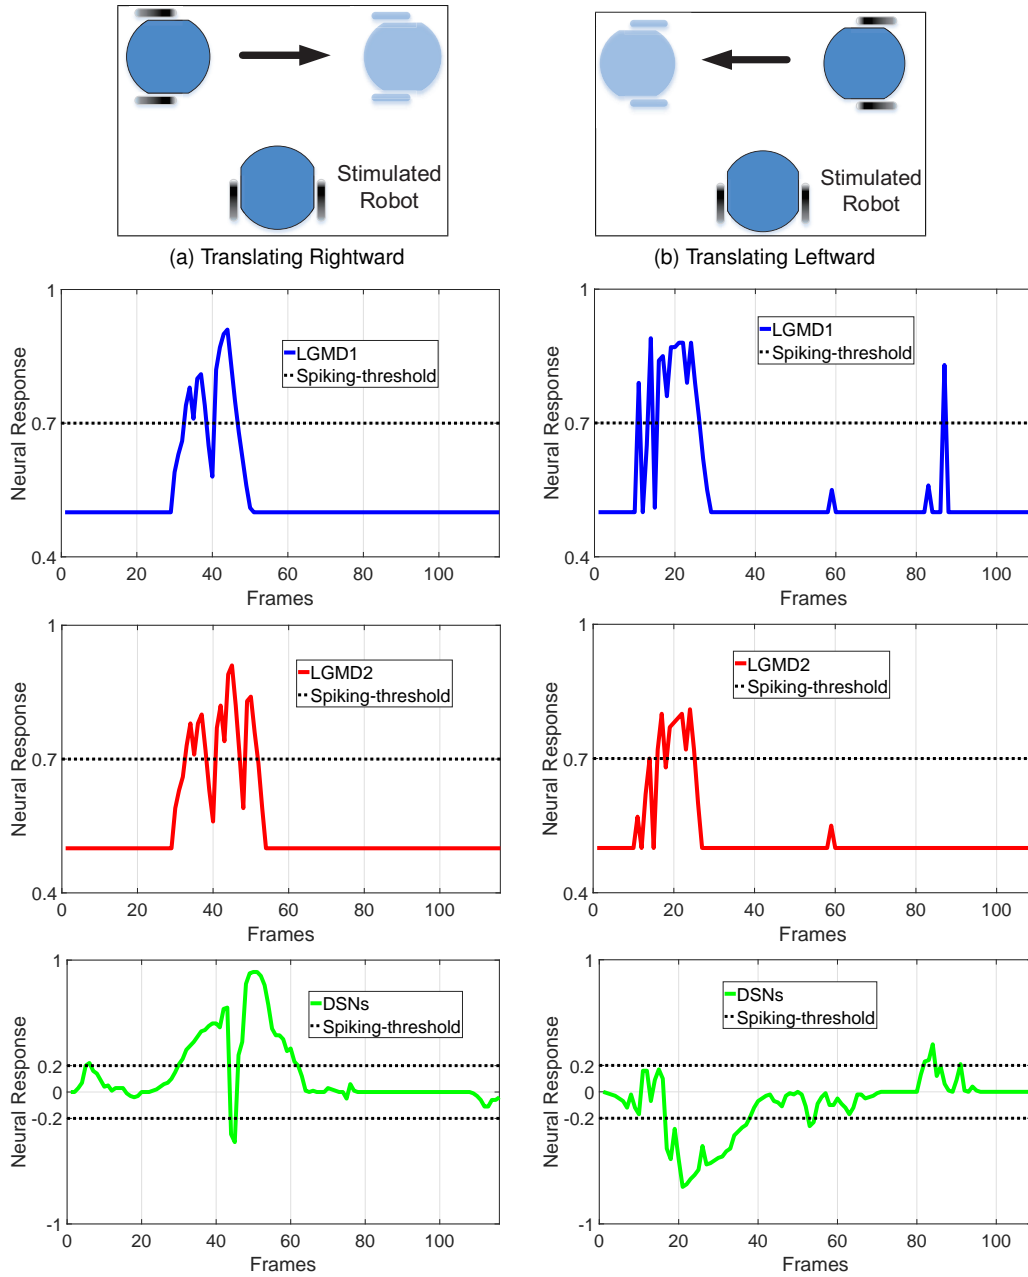 Stimulated
Robot
Stimulated
Robot
(a) Translating Rightward
(b) Translating Leftward
1
0.7
0.4
Neural Response
LGMD1
Spiking-threshold
0 20 40 60 80 100
Frames
1
0.7
0.4
Neural Response
LGMD1
Spiking-threshold
0 20 40 60 80 100
Frames
1
0.7
0.4
Neural Response
LGMD2
Spiking-threshold
0 20 40 60 80 100
Frames
1
0.7
0.4
Neural Response
LGMD2
Spiking-threshold
0 20 40 60 80 100
Frames
1
0.2
0
-0.2
-1
Neural Response
DSNs
Spiking-threshold
0 20 40 60 80 100
Frames
1
0.2
0
-0.2
-1
Neural Response
DSNs
Spiking-threshold
0 20 40 60 80 100
Frames